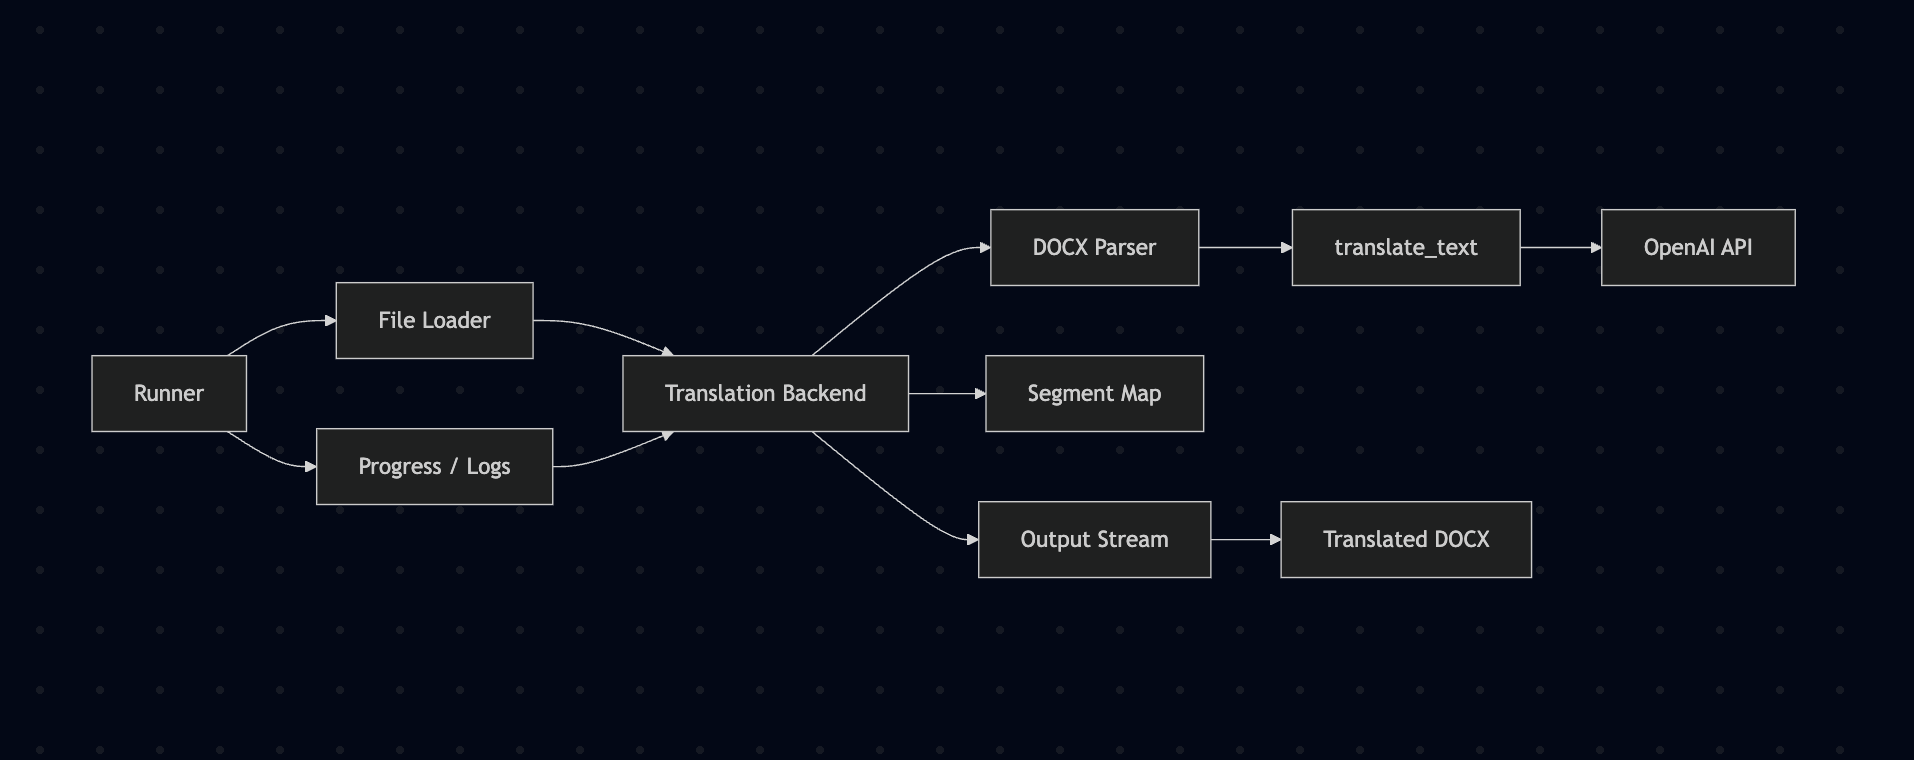 Runner
File Loader
Progress / Logs
Translation Backend
DOCX Parser
translate_text
OpenAI API
Segment Map
Output Stream
Translated DOCX